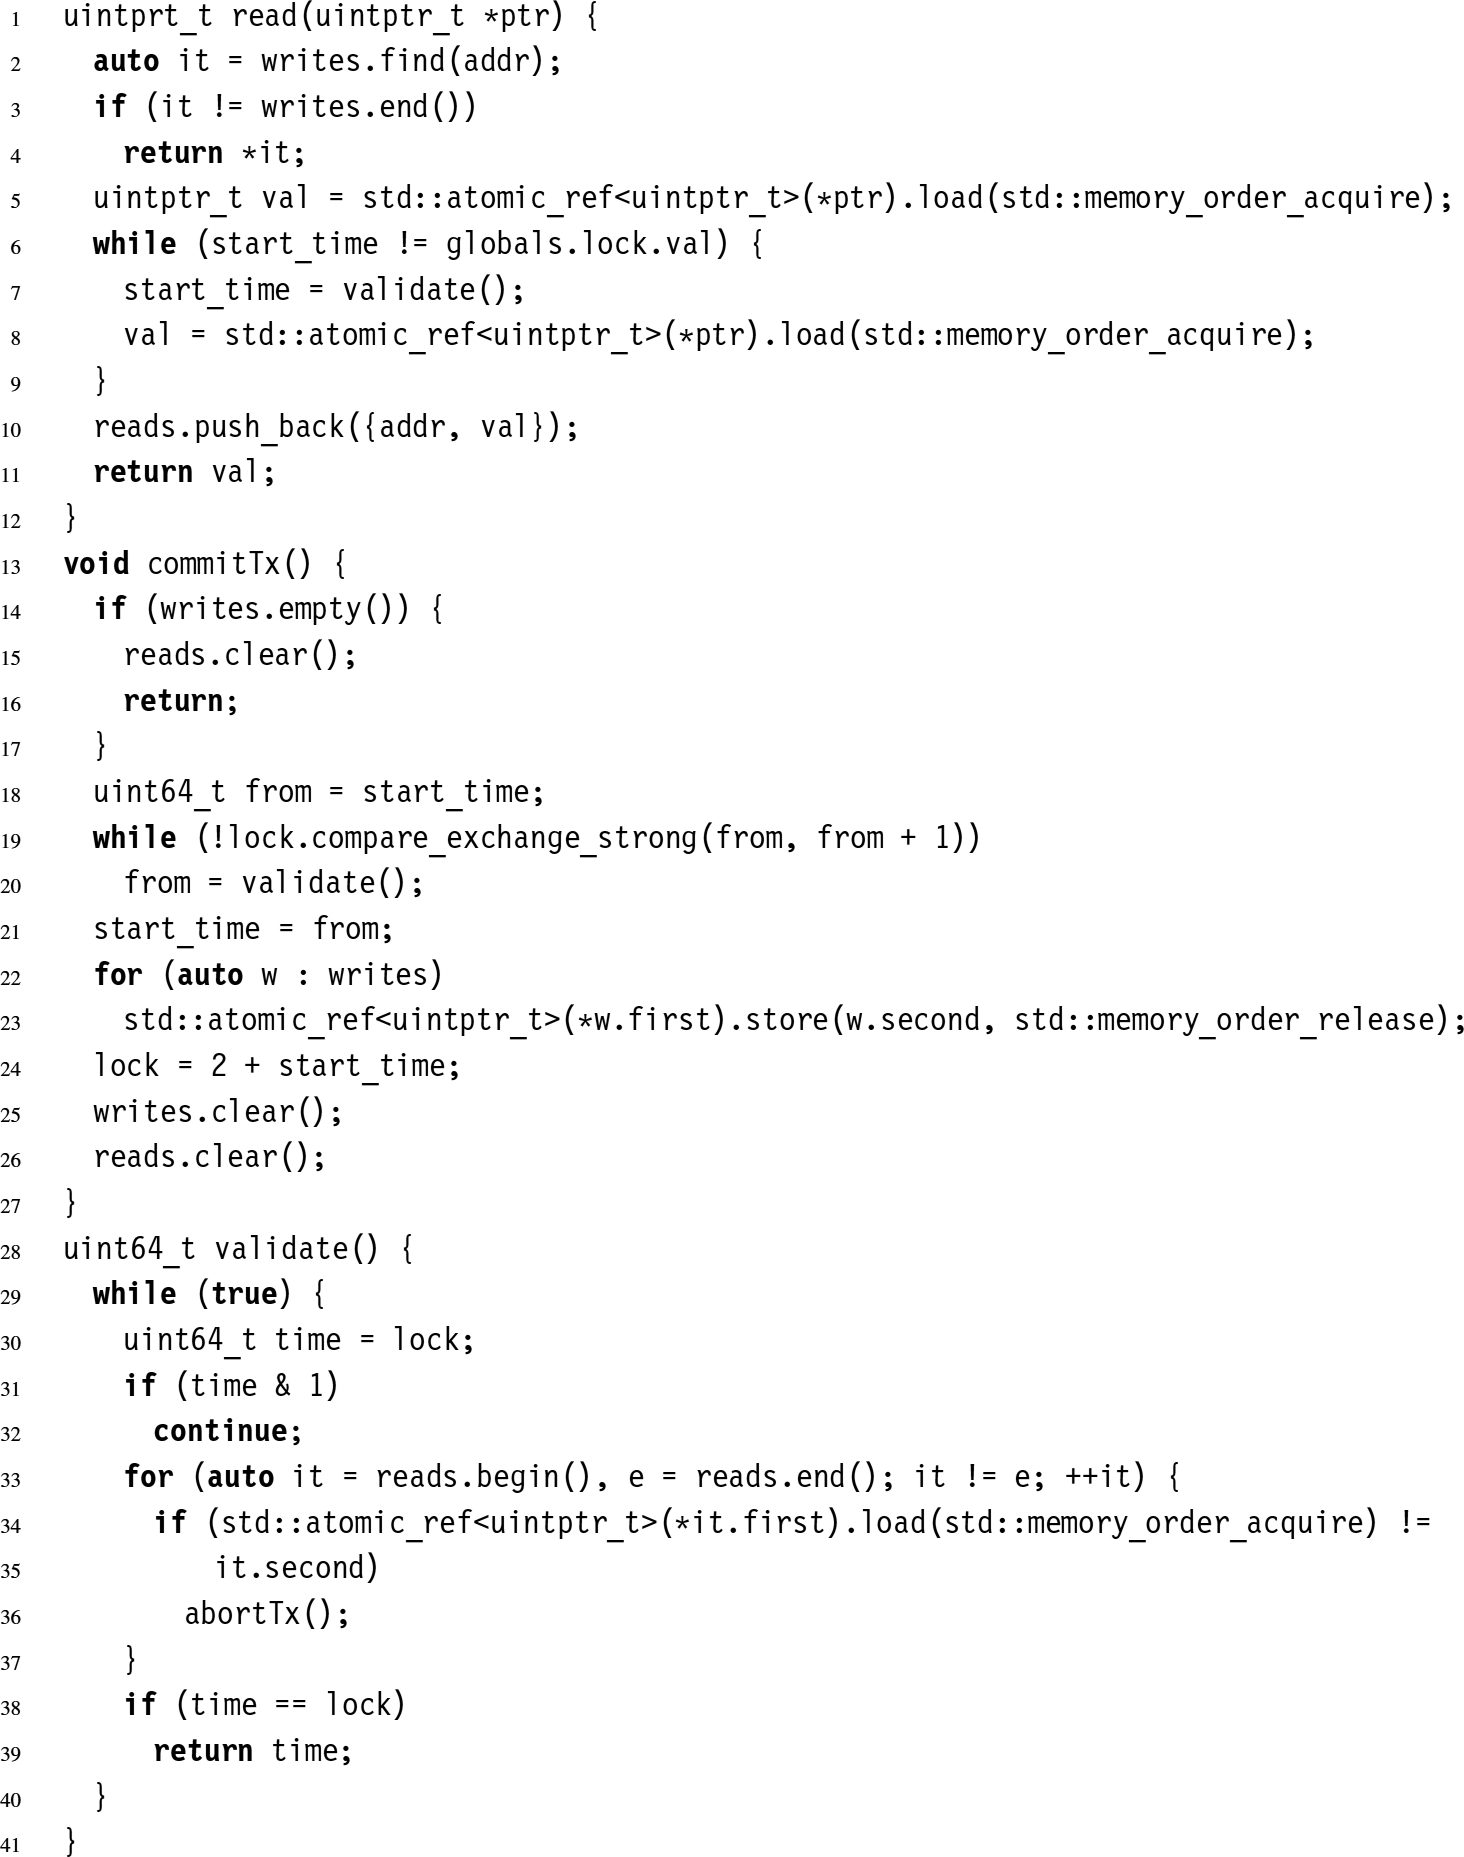 1 uintprt_t read(uintptr_t *ptr) {
2 auto it = writes.find(addr);
3 if (it != writes.end())
4 return *it;
5 uintptr_t val = std::atomic_ref<uintptr_t>(*ptr).load(std::memory_order_acquire);
6 while (start_time != globals.lock.val) {
7 start_time = validate();
8 val = std::atomic_ref<uintptr_t>(*ptr).load(std::memory_order_acquire);
9 }
10 reads.push_back({addr, val});
11 return val;
12 }
13 void commitTx() {
14 if (writes.empty()) {
15 reads.clear();
16 return;
17 }
18 uint64_t from = start_time;
19 while (!lock.compare_exchange_strong(from, from + 1))
20 from = validate();
21 start_time = from;
22 for (auto w : writes)
23 std::atomic_ref<uintptr_t>(*w.first).store(w.second, std::memory_order_release);
24 lock = 2 + start_time;
25 writes.clear();
26 reads.clear();
27 }
28 uint64_t validate() {
29 while (true) {
30 uint64_t time = lock;
31 if (time & 1)
32 continue;
33 for (auto it = reads.begin(), e = reads.end(); it != e; ++it) {
34 if (std::atomic_ref<uintptr_t>(*it.first).load(std::memory_order_acquire) !=
35 it.second)
36 abortTx();
37 }
38 if (time == lock)
39 return time;
40 }
41 }